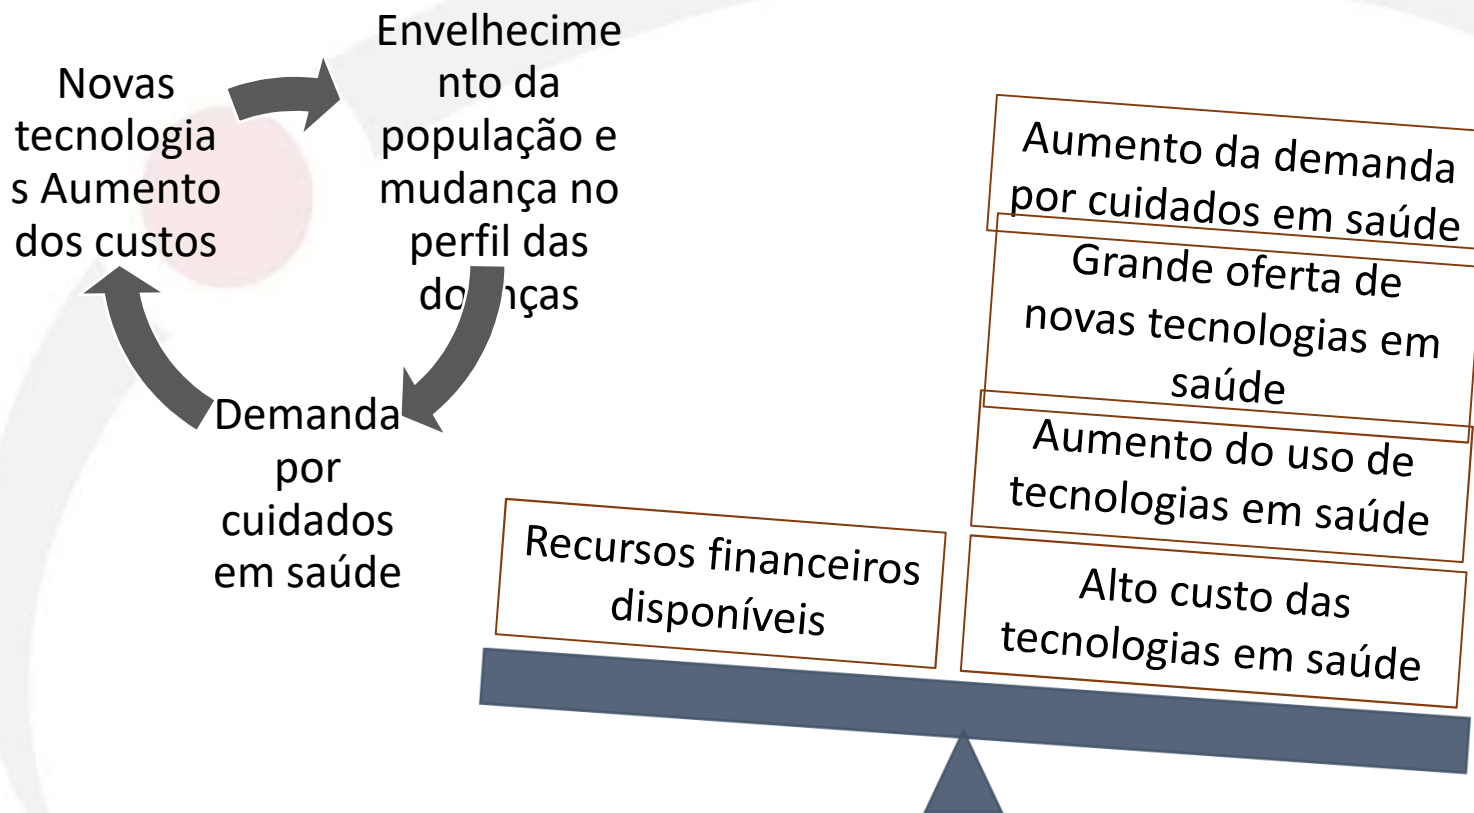 Novas
tecnologia
s Aumento
dos custos
Envelhecime
nto da
população e
mudança no
perfil das
doenças
Demanda
por
cuidados
em saúde
Recursos financeiros
disponíveis
Aumento da demanda
por cuidados em saúde
Grande oferta de
novas tecnologias em
saúde
Aumento do uso de
tecnologias em saúde
Alto custo das
tecnologias em saúde